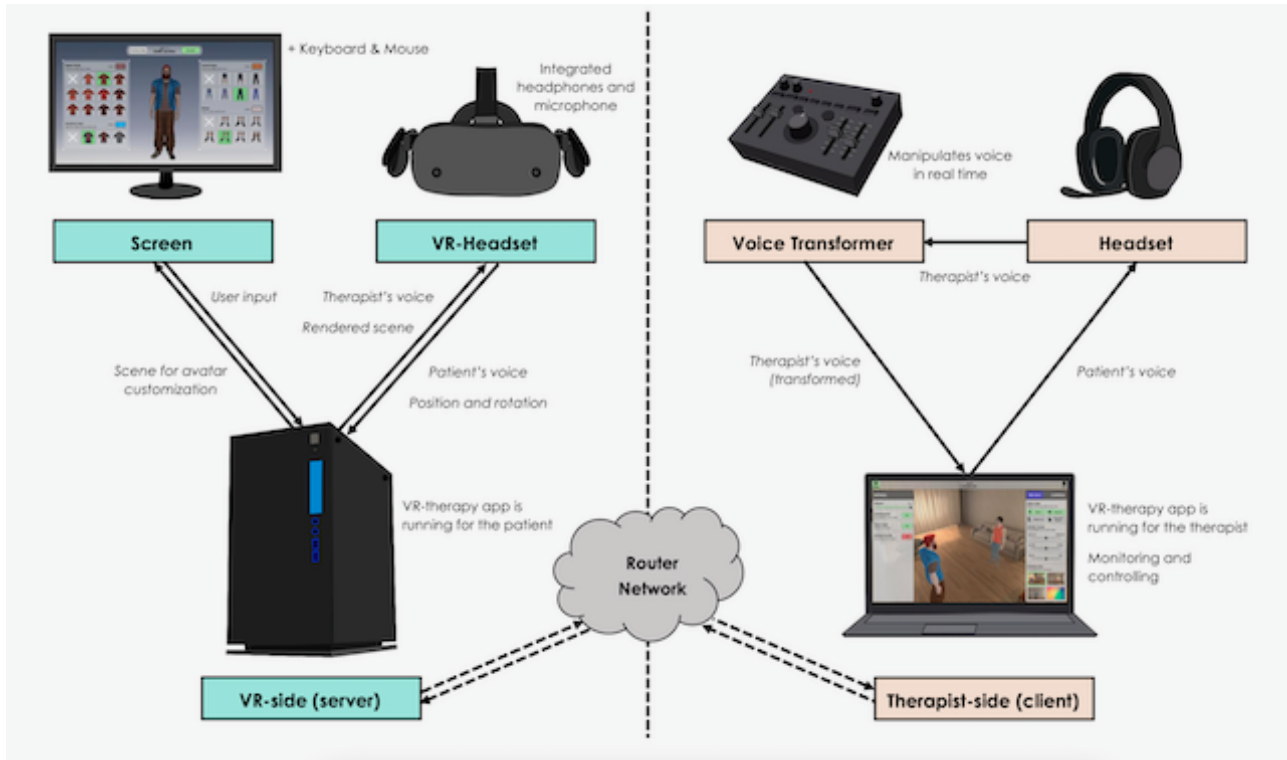 + Keyboard & Mouse
Integrated
headphones and
microphone
Manipulates voice
in real time
Screen
VR-Headset
Voice Transformer
Headset
Therapist's voice
User input
Therapist's voice
Rendered scene
Scene for avatar
customization
Patient's voice
Position and rotation
Therapist's voice
(transformed)
Patient's voice
VR-therapy app is
running for the patient
Router
Network
VR-therapy app is
running for the therapist
Monitoring and
controlling
VR-side (server)
Therapist-side (client)